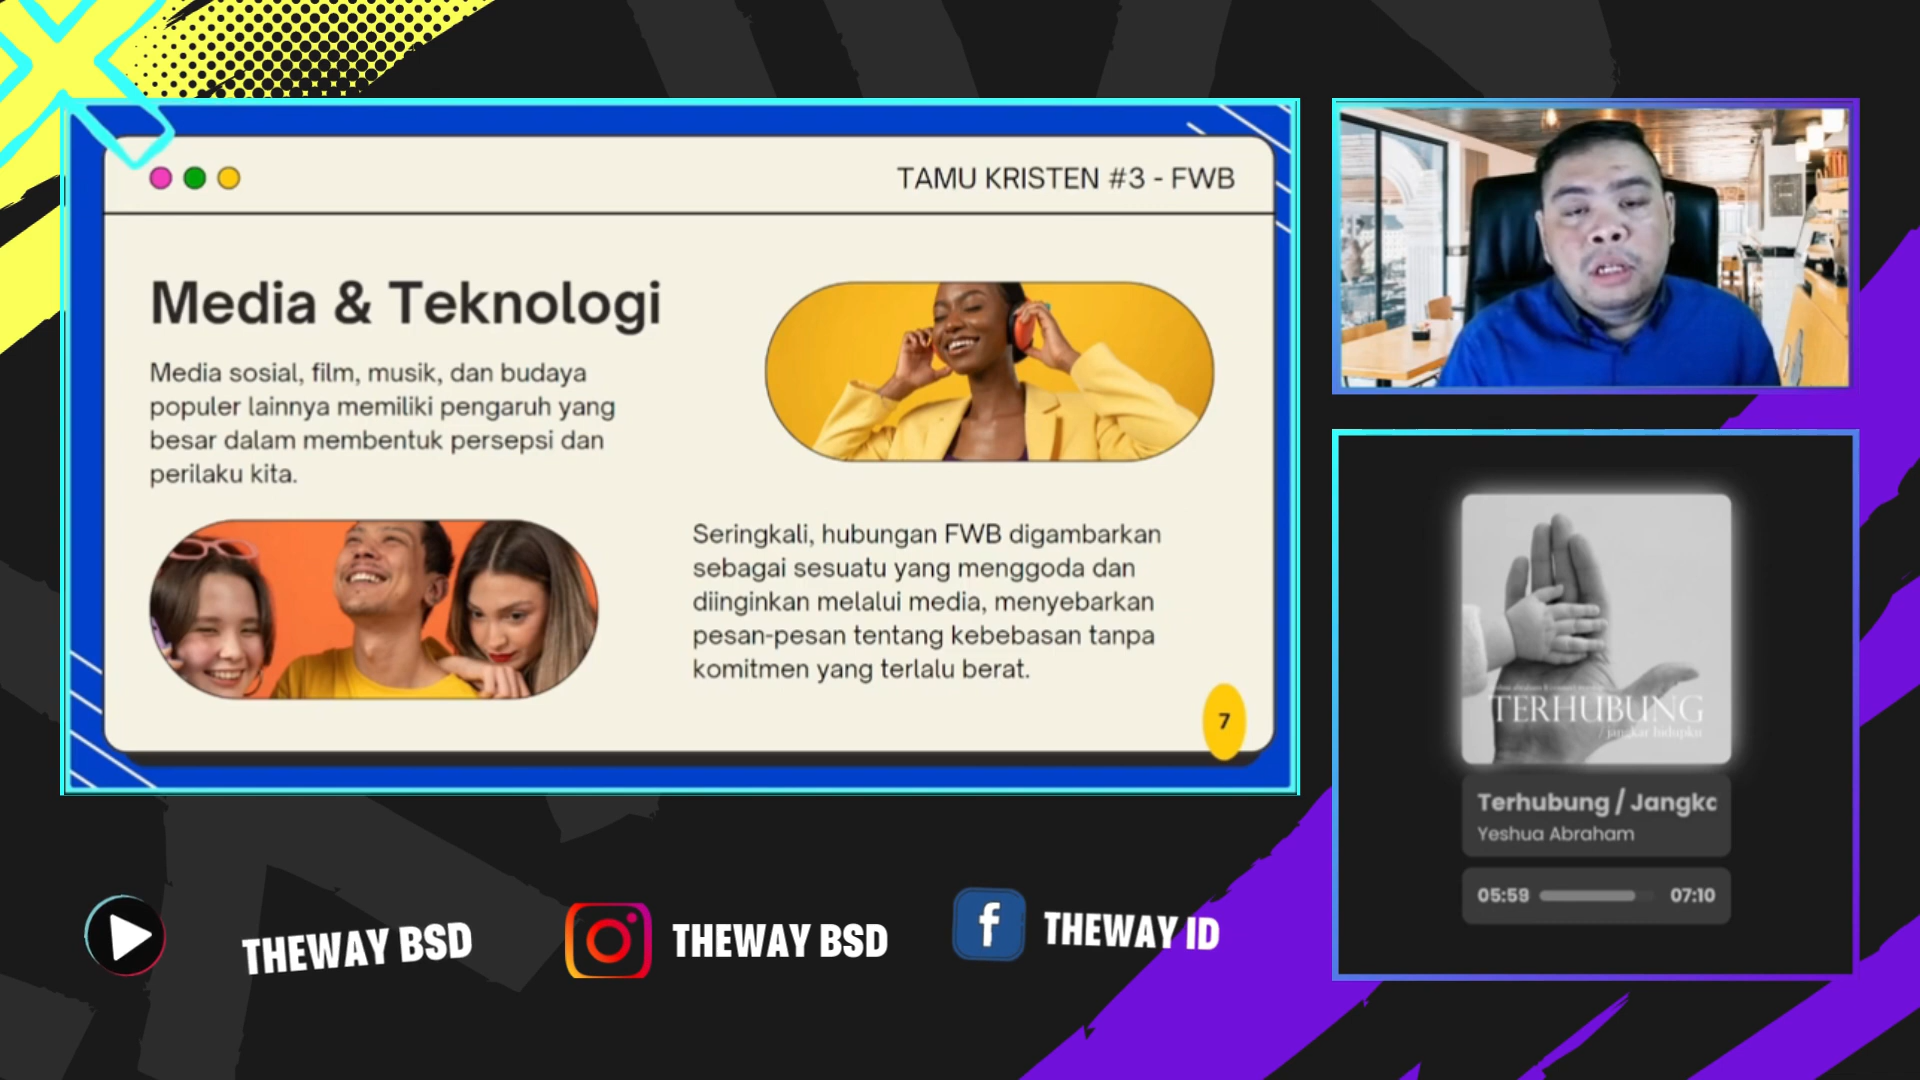 TAMU KRISTEN #3 - FWB
Media & Teknologi
Media sosial, film, musik, dan budaya
populer lainnya memiliki pengaruh yang
besar dalam membentuk persepsi dan
perilaku kita.
Seringkali, hubungan FWB digambarkan
sebagai sesuatu yang menggoda dan
diinginkan melalui media, menyebarkan
pesan-pesan tentang kebebasan tanpa
komitmen yang terlalu berat.
7
TERHUBUNG
/ jangkar hidupku
Terhubung / Jangka
Yeshua Abraham
05:59 07:10
THEWAY BSD
THEWAY BSD
THEWAY ID